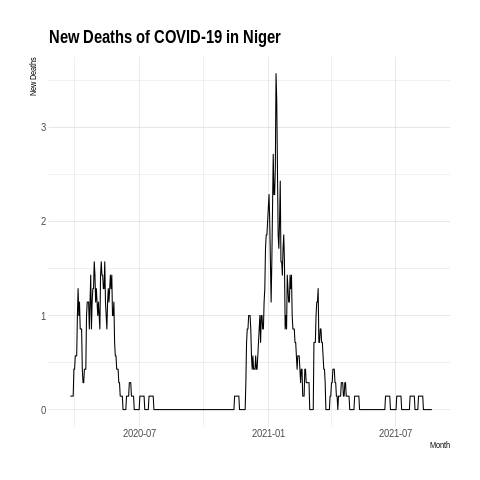 New Deaths of COVID-19 in Niger
New Deaths
3
2
1
0
2020-07
2021-01
2021-07
Month